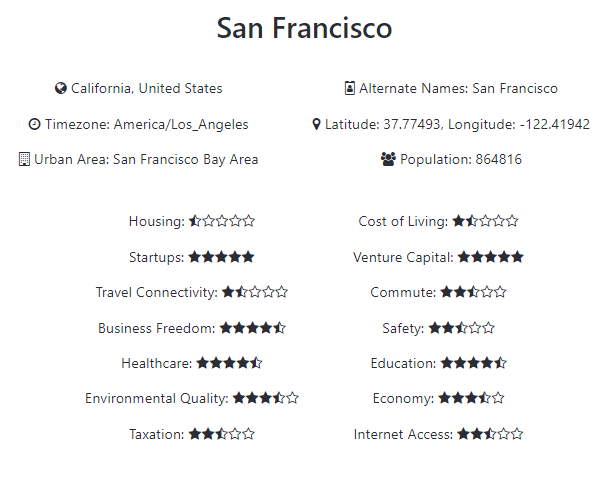 San Francisco
California, United States
Alternate Names: San Francisco
Timezone: America/Los_Angeles
Latitude: 37.77493, Longitude: -122.41942
Urban Area: San Francisco Bay Area
Population: 864816
Housing:
Cost of Living:
Startups:
Venture Capital:
Travel Connectivity:
Commute:
Business Freedom:
Safety:
Healthcare:
Education:
Environmental Quality:
Economy:
Taxation:
Internet Access: